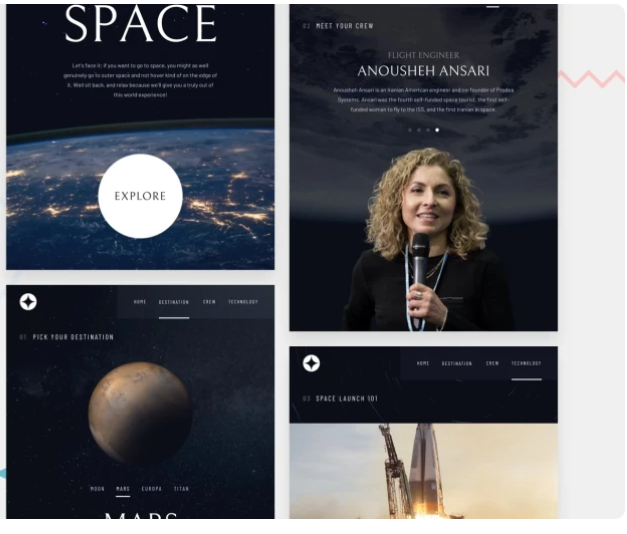 SPACE
Let's face it; if you want to go to space, you might as well
genuinely go to outer space and not hover kind of on the edge of
it. Well sit back, and relax because we'll give you a truly out of
this world experience!
EXPLORE
HOME DESTINATION CREW TECHNOLOGY
01 PICK YOUR DESTINATION
MOON MARS EUROPA TITAN
MARS
02 MEET YOUR CREW
FLIGHT ENGINEER
ANOUSHEH ANSARI
Anousheh Ansari is an Iranian American engineer and co-founder of Prodea
Systems. Ansari was the fourth self-funded space tourist, the first self-
funded woman to fly to the ISS, and the first Iranian in space.
HOME DESTINATION CREW TECHNOLOGY
03 SPACE LAUNCH 101